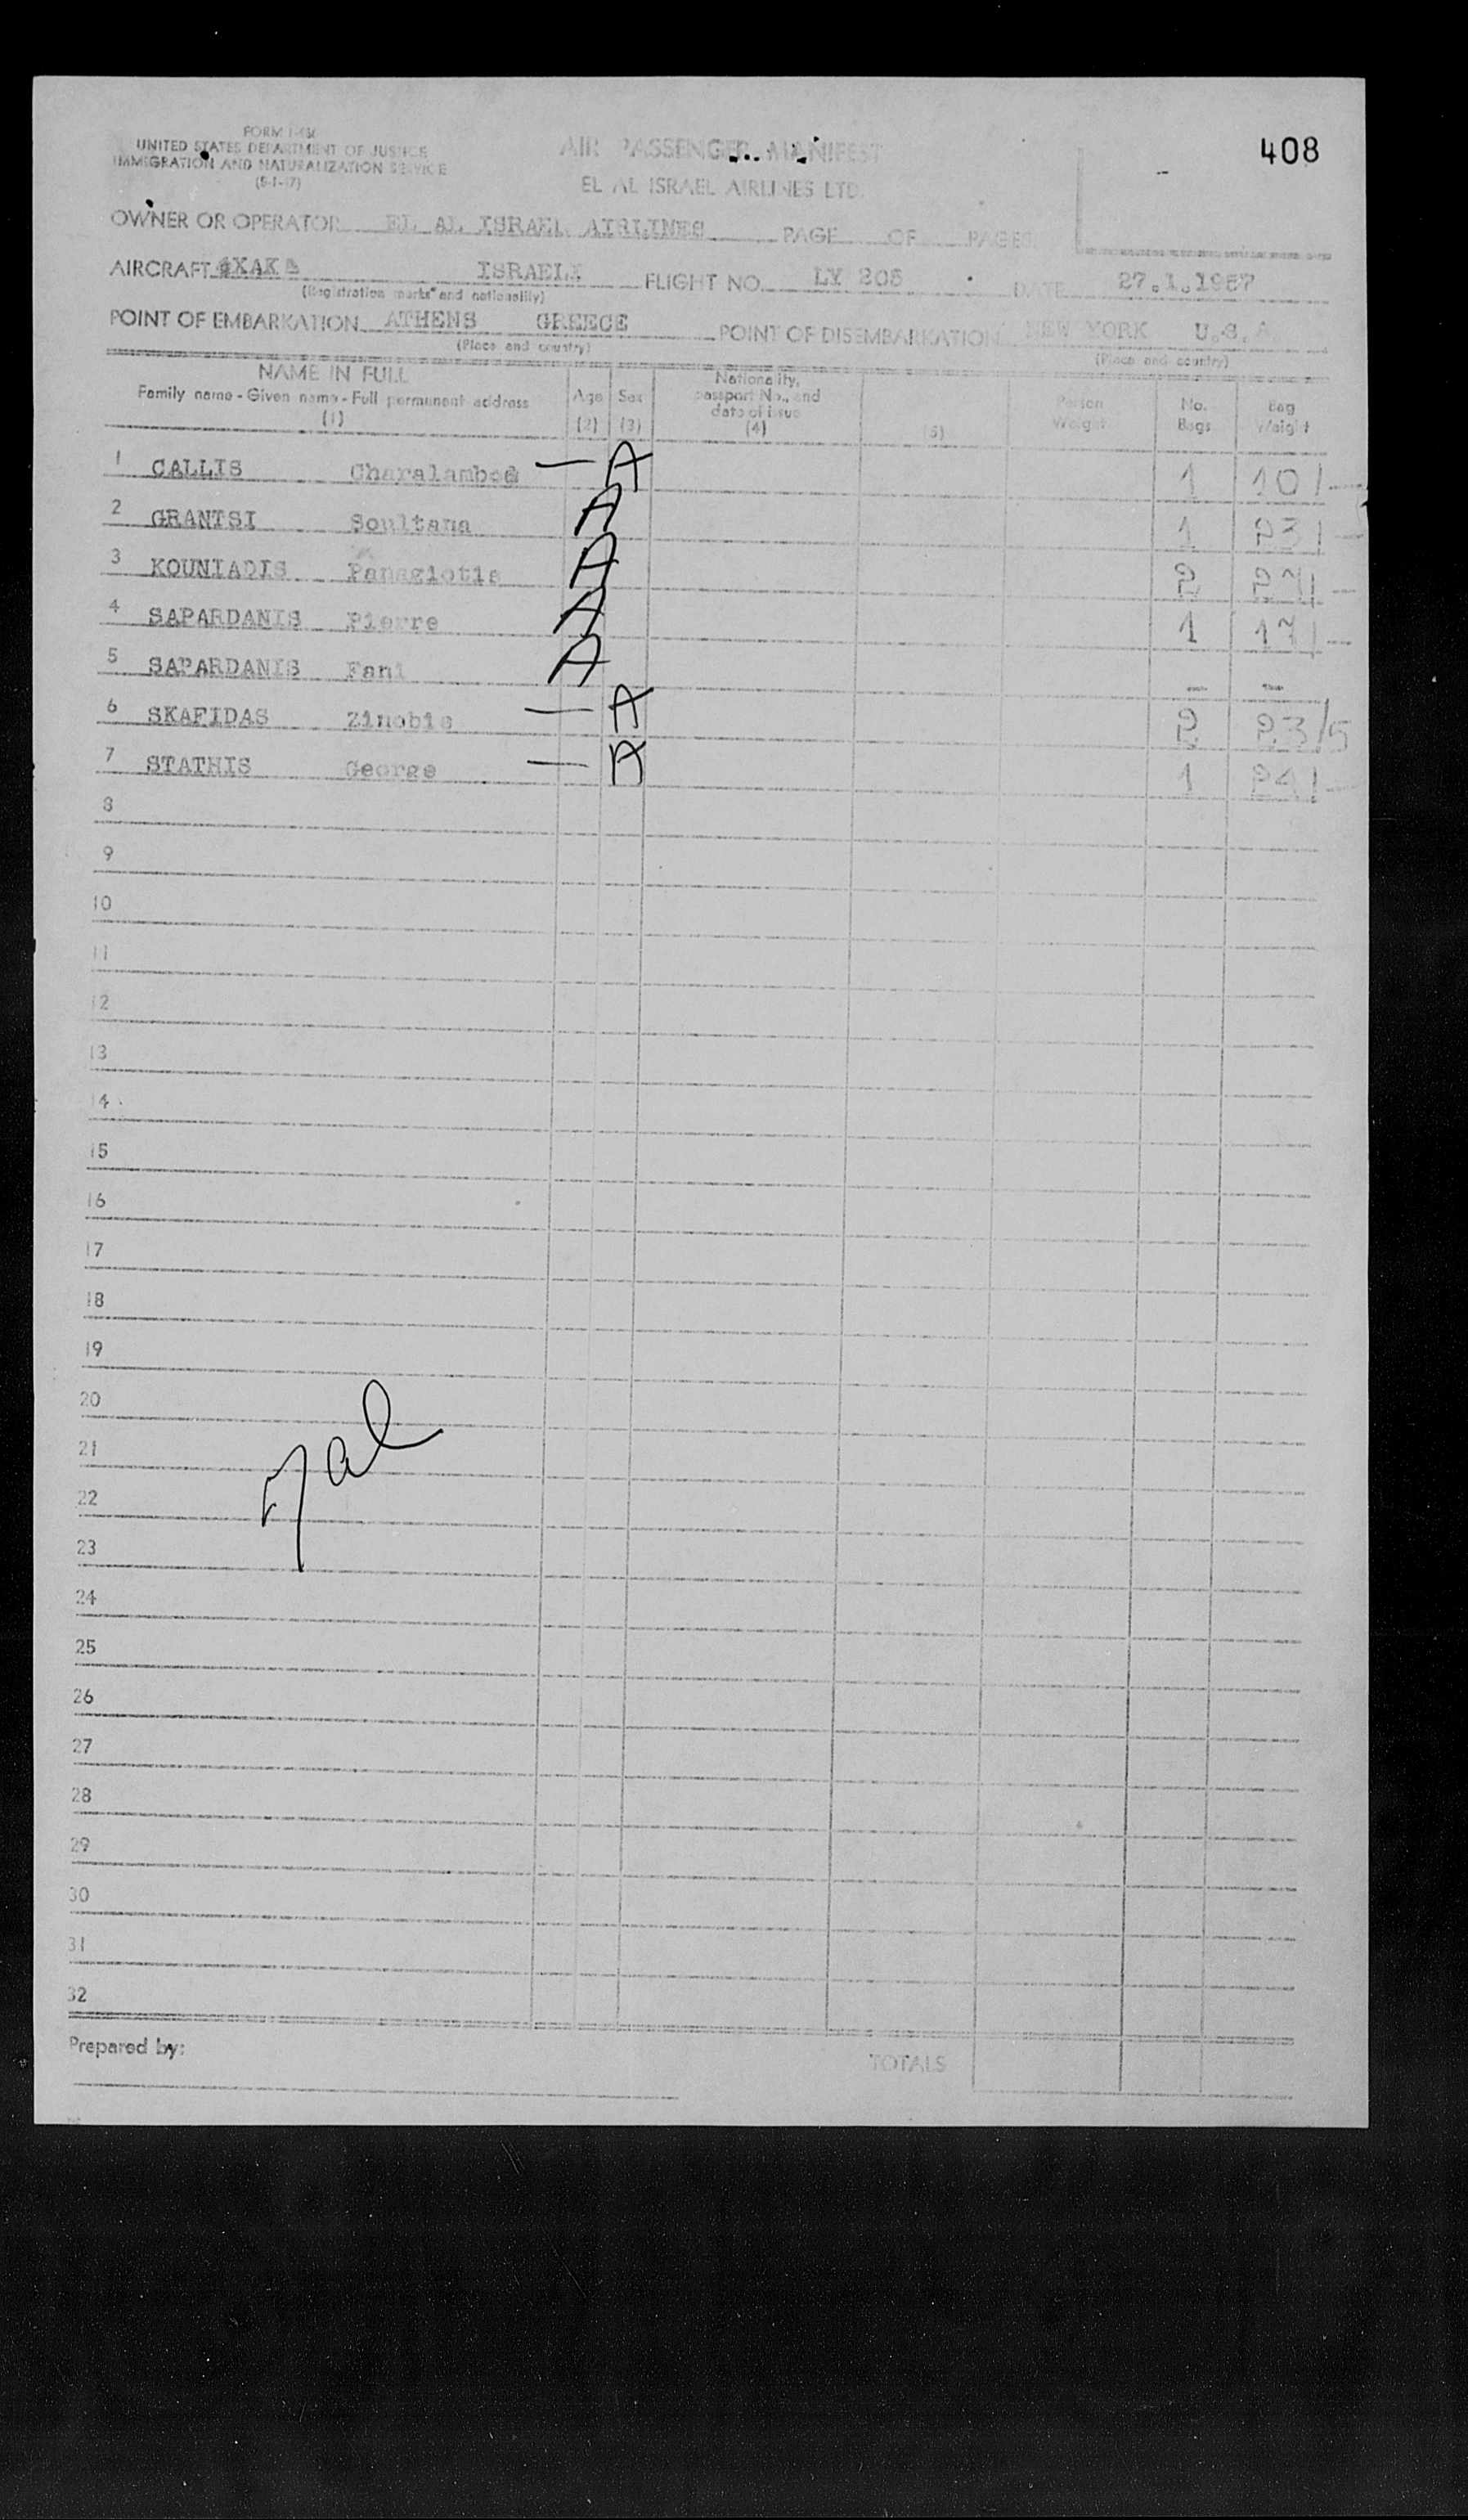 408
UNITED STATES DEPARTMENT OF JUSTICE
IMMIGRATION AND NATURALIZATION SERVICE
AIR PASSENGER MANIFEST
EL AL ISRAEL AIRLINES LTD.
OWNER OR OPERATOR EL AL ISRAEL AIRLINES PAGE OF PAGES
AIRCRAFT ISRAELI FLIGHT NO. LY 205 DATE 27.1.1957
(Registration marks and nationality)
POINT OF EMBARKATION ATHENS GREECE POINT OF DISEMBARKATION NEW YORK U.S.A.
(Place and country) (Place and country)
NAME IN FULL
Family name - Given name - Full permanent address
(1)
Age (2) Sex (3) Nationality, passport No., and date of issue (4) (5) Person Weight No. Bags Bag Weight
1 CALLIS Charalambos — A 1 10/-
2 GRANTSI Soultana A 1 23/-
3 KOUNIADIS Panagiotis A 2
4 SAPARDANIS Pierre A 1 17/-
5 SAPARDANIS Fani A
6 SKAFIDAS Zinobia — A 2 23/5
7 STATHIS George — A 1 24/-
8
9
10
11
12
13
14
15
16
17
18
19
20
21
22
23
24
25
26
27
28
29
30
31
32
Prepared by:
TOTALS